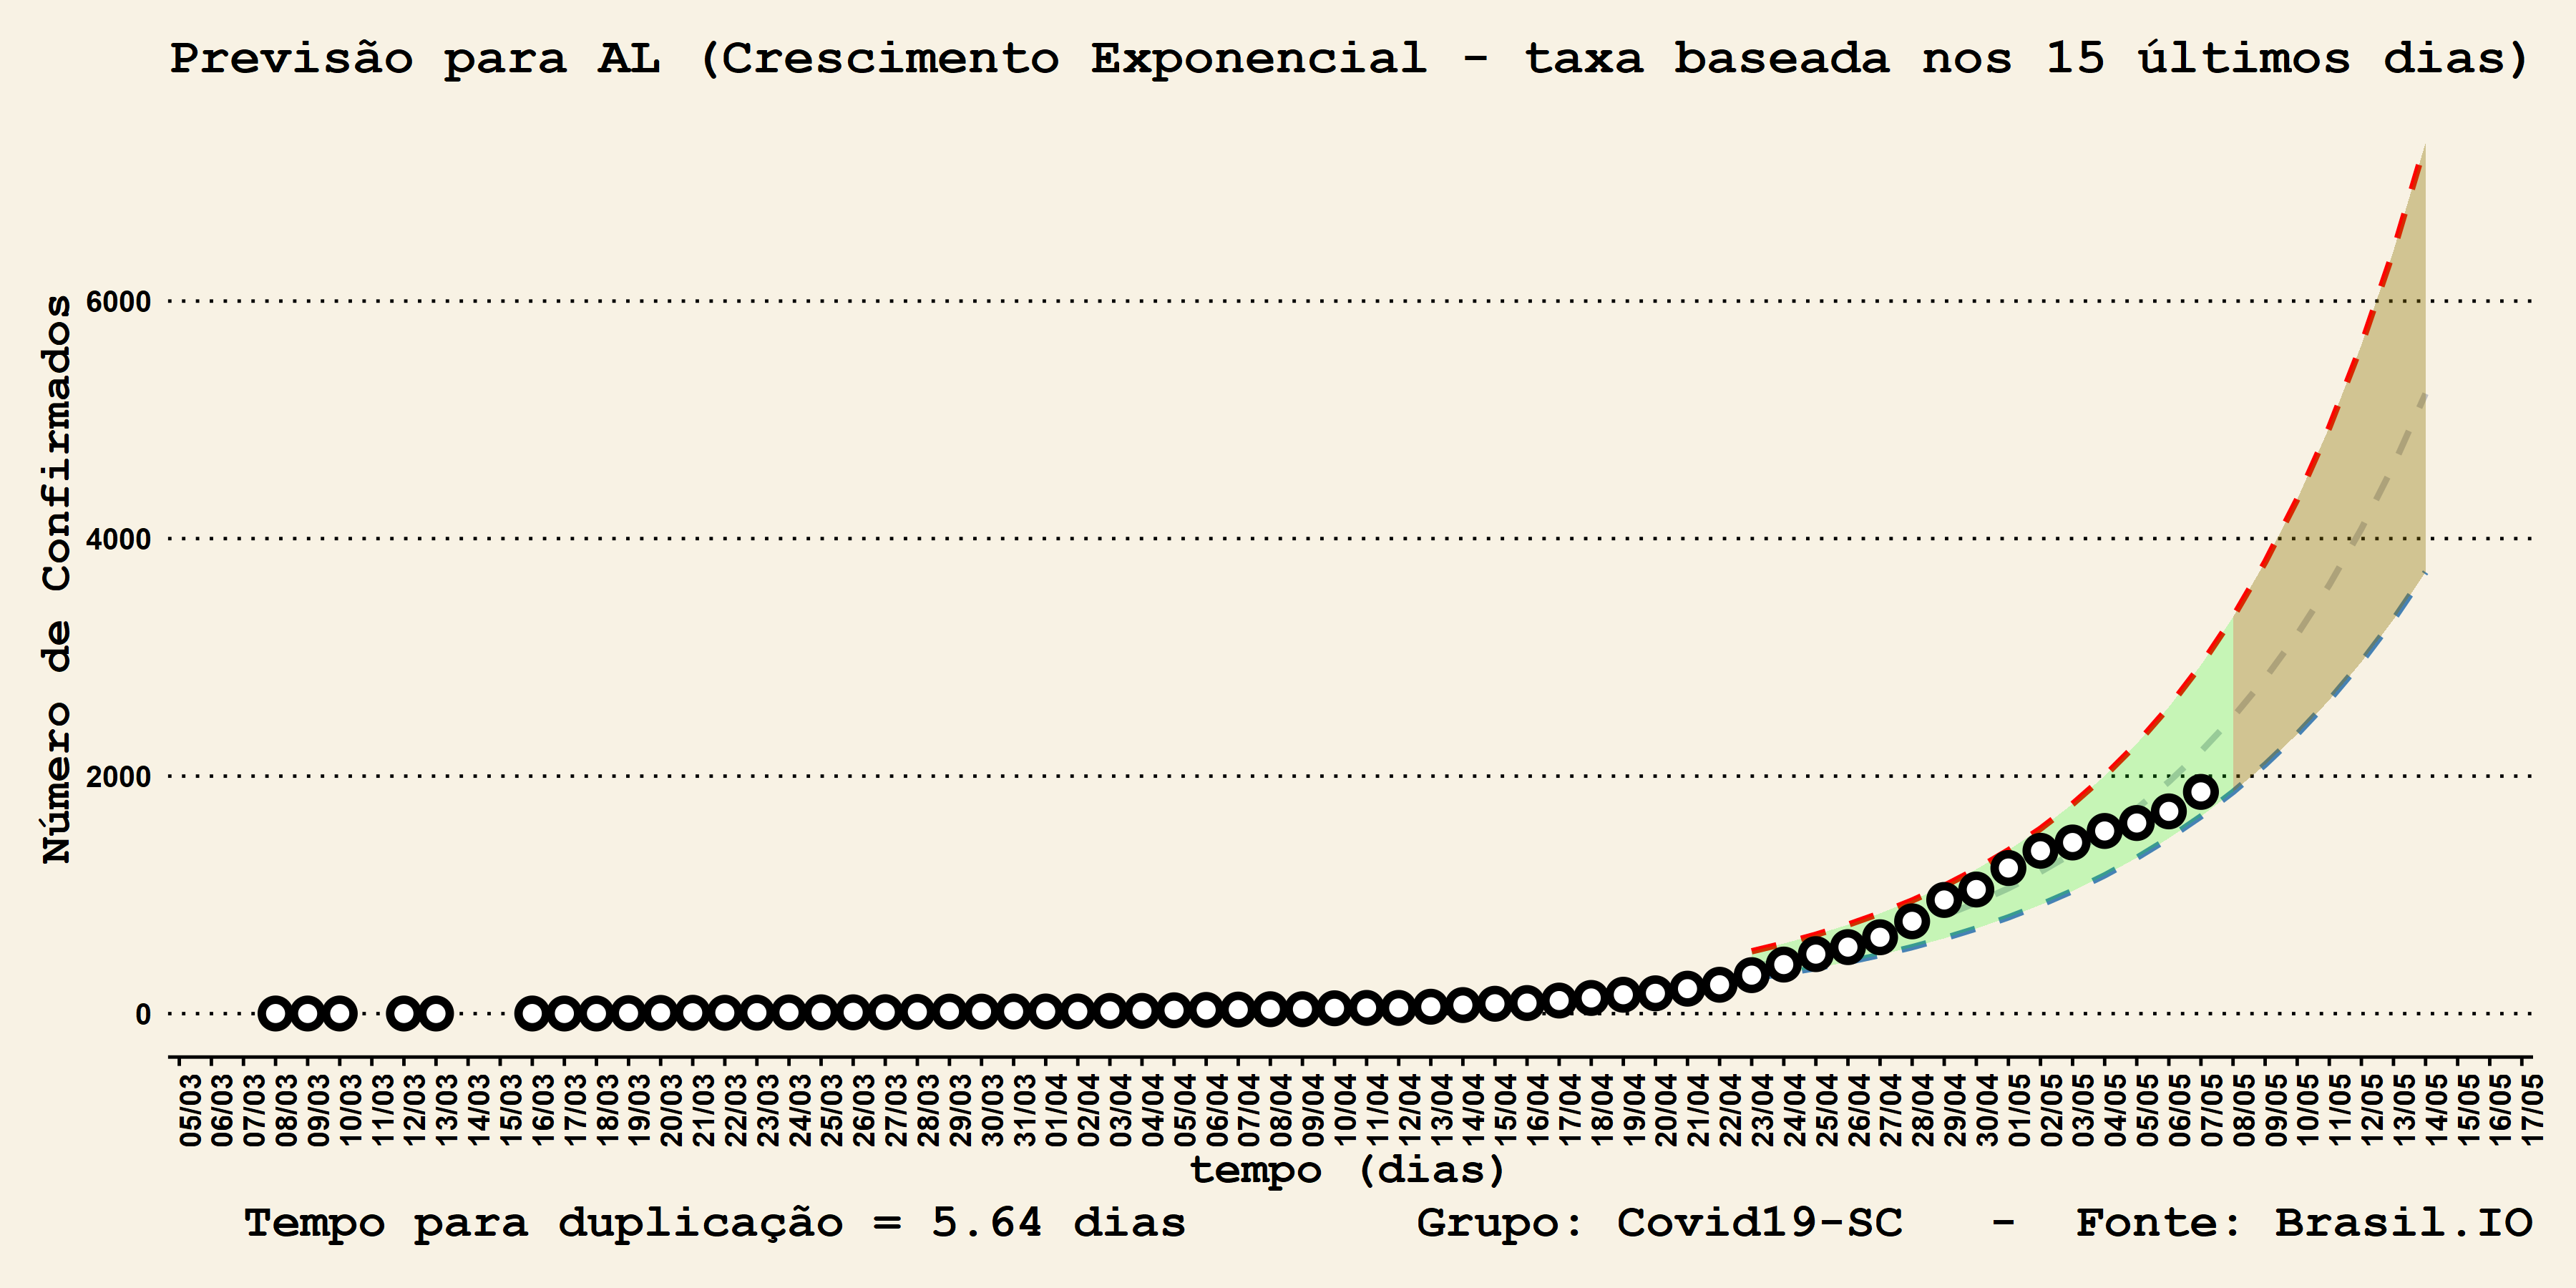 Previsão para AL (Crescimento Exponencial - taxa baseada nos 15 últimos dias)
Número de Confirmados
6000
4000
2000
0
05/03 06/03 07/03 08/03 09/03 10/03 11/03 12/03 13/03 14/03 15/03 16/03 17/03 18/03 19/03 20/03 21/03 22/03 23/03 24/03 25/03 26/03 27/03 28/03 29/03 30/03 31/03 01/04 02/04 03/04 04/04 05/04 06/04 07/04 08/04 09/04 10/04 11/04 12/04 13/04 14/04 15/04 16/04 17/04 18/04 19/04 20/04 21/04 22/04 23/04 24/04 25/04 26/04 27/04 28/04 29/04 30/04 01/05 02/05 03/05 04/05 05/05 06/05 07/05 08/05 09/05 10/05 11/05 12/05 13/05 14/05 15/05 16/05 17/05
tempo (dias)
Tempo para duplicação = 5.64 dias Grupo: Covid19-SC - Fonte: Brasil.IO